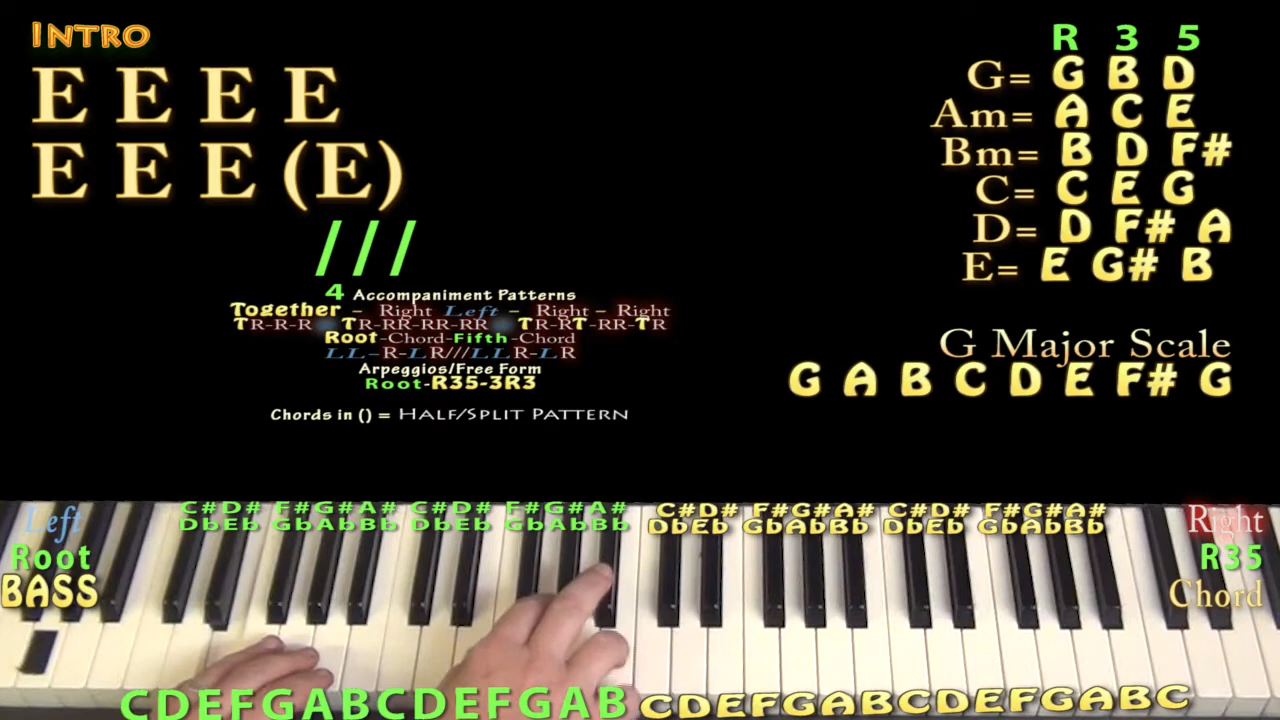 INTRO
E E E E
E E E (E)
///
4 Accompaniment Patterns
Together - Right Left - Right - Right
TR-R-R TR-RR-RR-RR TR-RT-RR-TR
Root-Chord-Fifth-Chord
LL-R-LR///LLR-LR
Arpeggios/Free Form
Root-R35-3R3
Chords in () = HALF/SPLIT PATTERN
R 3 5
G= G B D
Am= A C E
Bm= B D F#
C= C E G
D= D F# A
E= E G# B
G Major Scale
G A B C D E F# G
Left
Root
BASS
C#D# F#G#A# C#D# F#G#A# C#D# F#G#A# C#D# F#G#A#
DbEb GbAbBb DbEb GbAbBb DbEb GbAbBb DbEb GbAbBb
Right
R35
Chord
CDEFGABCDEFGAB CDEFGABCDEFGABC